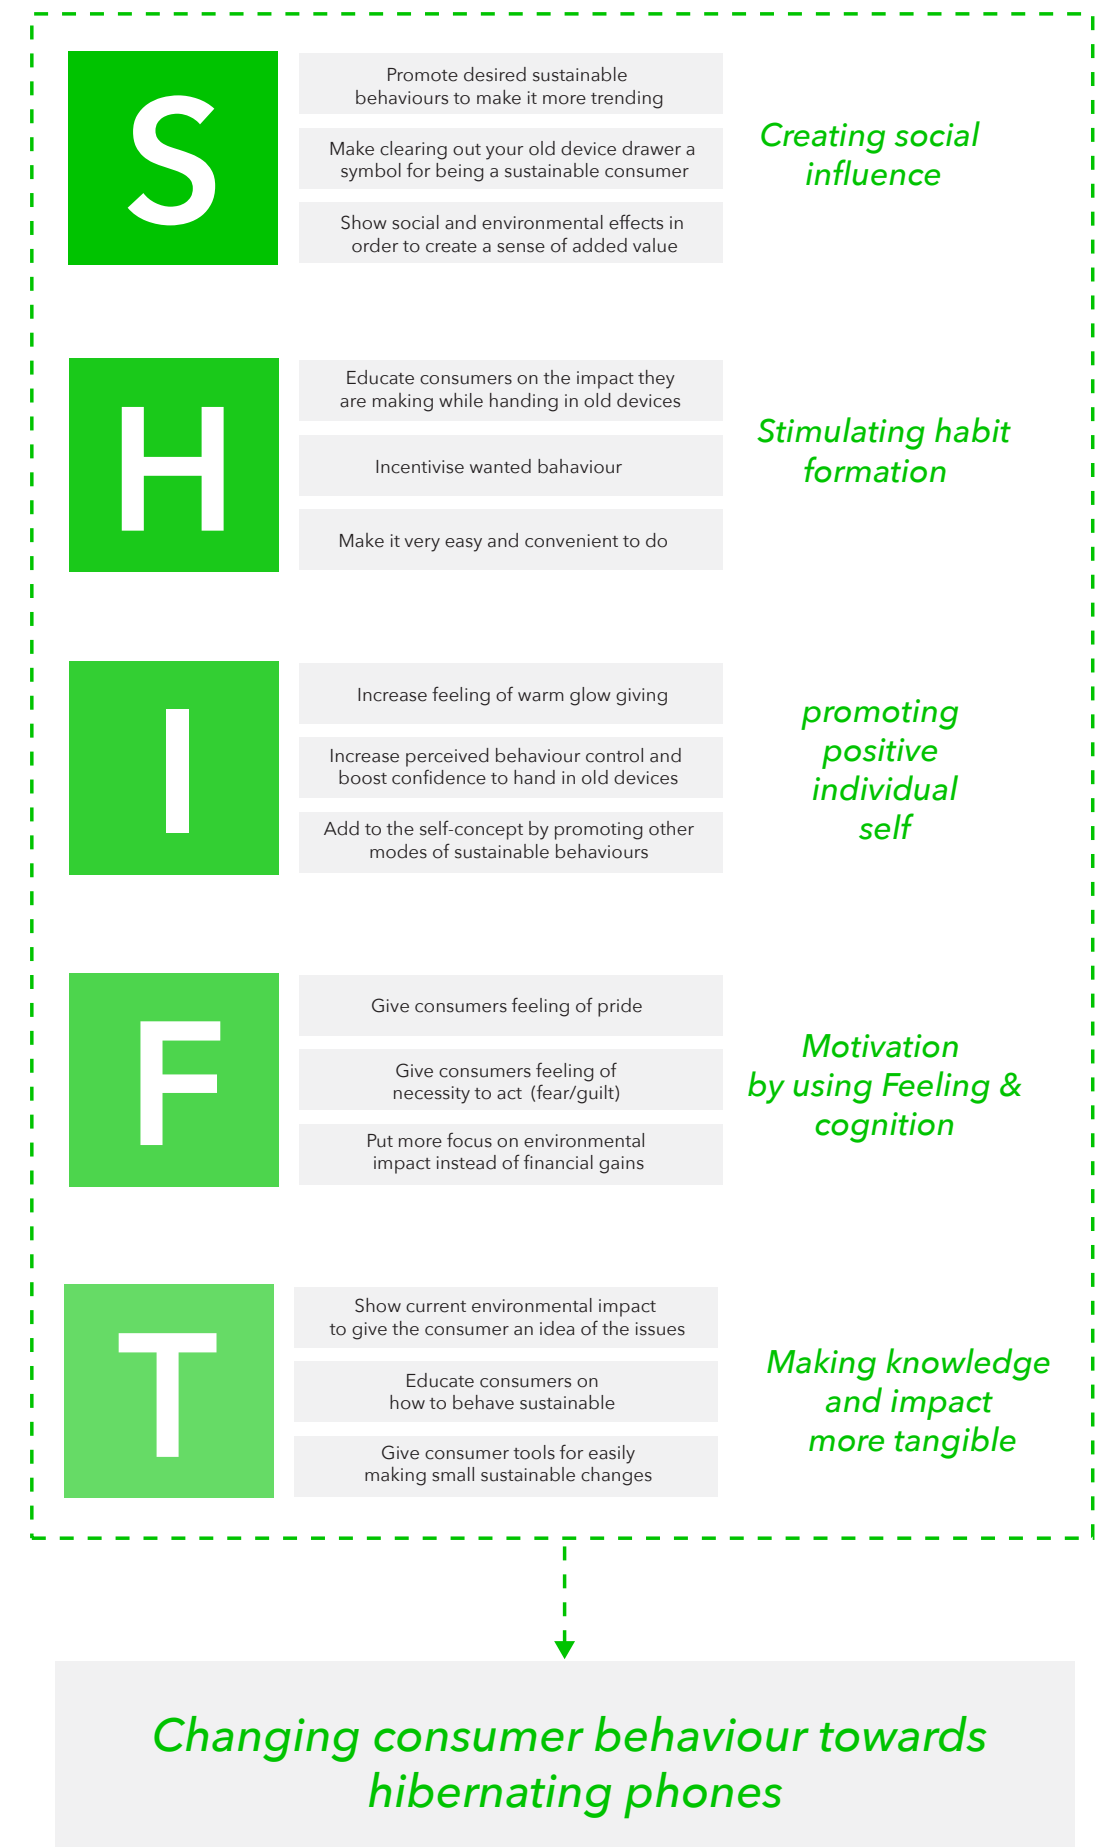 S
Promote desired sustainable
behaviours to make it more trending
Make clearing out your old device drawer a
symbol for being a sustainable consumer
Show social and environmental effects in
order to create a sense of added value
Creating social
influence
H
Educate consumers on the impact they
are making while handing in old devices
Incentivise wanted bahaviour
Make it very easy and convenient to do
Stimulating habit
formation
I
Increase feeling of warm glow giving
Increase perceived behaviour control and
boost confidence to hand in old devices
Add to the self-concept by promoting other
modes of sustainable behaviours
promoting
positive
individual
self
F
Give consumers feeling of pride
Give consumers feeling of
necessity to act (fear/guilt)
Put more focus on environmental
impact instead of financial gains
Motivation
by using Feeling &
cognition
T
Show current environmental impact
to give the consumer an idea of the issues
Educate consumers on
how to behave sustainable
Give consumer tools for easily
making small sustainable changes
Making knowledge
and impact
more tangible
Changing consumer behaviour towards
hibernating phones